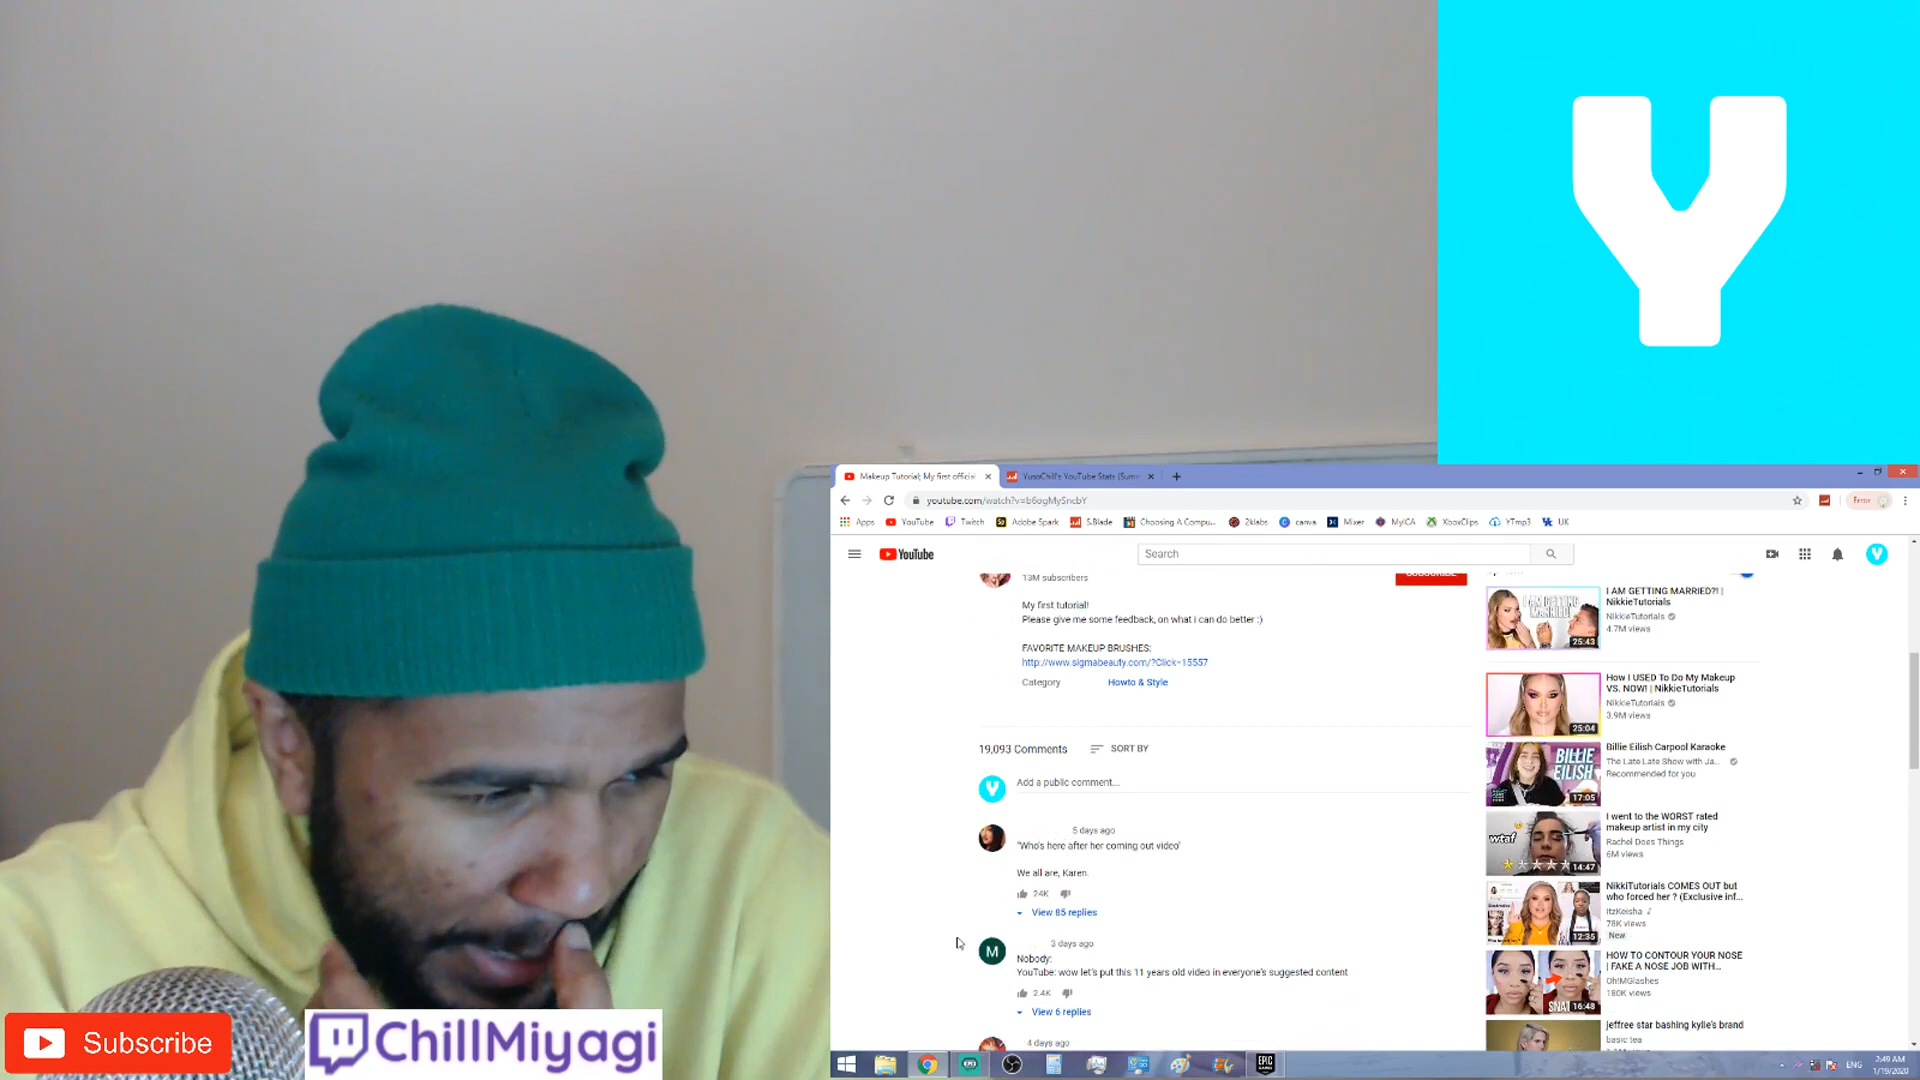 Y
Makeup Tutorial; My first official
YusoChill's YouTube Stats (Sum
youtube.com/watch?v=b6ogMySncbY
Error
Apps YouTube Twitch Adobe Spark S.Blade Choosing A Compu... 2klabs canva Mixer MyICA XboxClips YTmp3 UK
YouTube
Search
13M subscribers
SUBSCRIBE
My first tutorial!
Please give me some feedback, on what i can do better :)
FAVORITE MAKEUP BRUSHES:
http://www.sigmabeauty.com/?Click=15557
Category Howto & Style
19,093 Comments SORT BY
Add a public comment...
5 days ago
"Who's here after her coming out video"
We all are, Karen.
24K
View 85 replies
M
3 days ago
Nobody:
YouTube: wow let's put this 11 years old video in everyone's suggested content
2.4K
View 6 replies
4 days ago
I AM GETTING MARRIED?! |
NikkieTutorials
NikkieTutorials
4.7M views
25:43
How I USED To Do My Makeup
VS. NOW! | NikkieTutorials
NikkieTutorials
3.9M views
25:04
Billie Eilish Carpool Karaoke
The Late Late Show with Ja...
Recommended for you
BILLIE
EILISH
17:05
I went to the WORST rated
makeup artist in my city
Rachel Does Things
6M views
wtaf
14:47
NikkiTutorials COMES OUT but
who forced her ? (Exclusive inf...
ItzKeisha
78K views
New
12:35
HOW TO CONTOUR YOUR NOSE
| FAKE A NOSE JOB WITH...
Oh!MGlashes
180K views
SNAT
16:48
jeffree star bashing kylie's brand
basic tea
EPIC
GAMES
ENG
2:49 AM
1/19/2020
Subscribe
ChillMiyagi